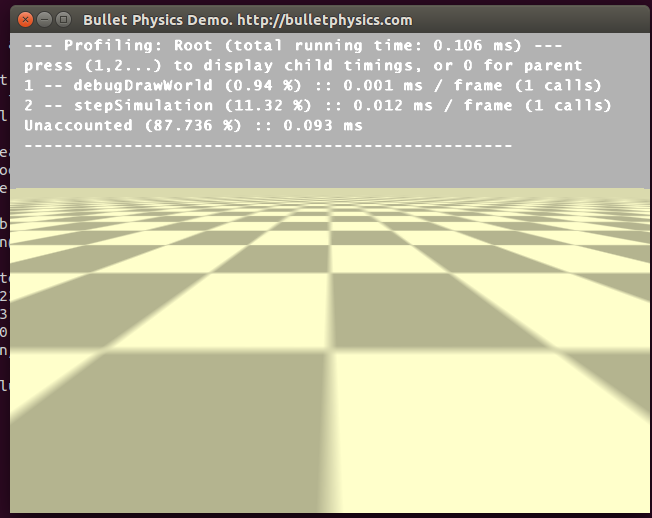 Bullet Physics Demo. http://bulletphysics.com
--- Profiling: Root (total running time: 0.106 ms) ---
press (1,2...) to display child timings, or 0 for parent
1 -- debugDrawWorld (0.94 %) :: 0.001 ms / frame (1 calls)
2 -- stepSimulation (11.32 %) :: 0.012 ms / frame (1 calls)
Unaccounted (87.736 %) :: 0.093 ms
-------------------------------------------------